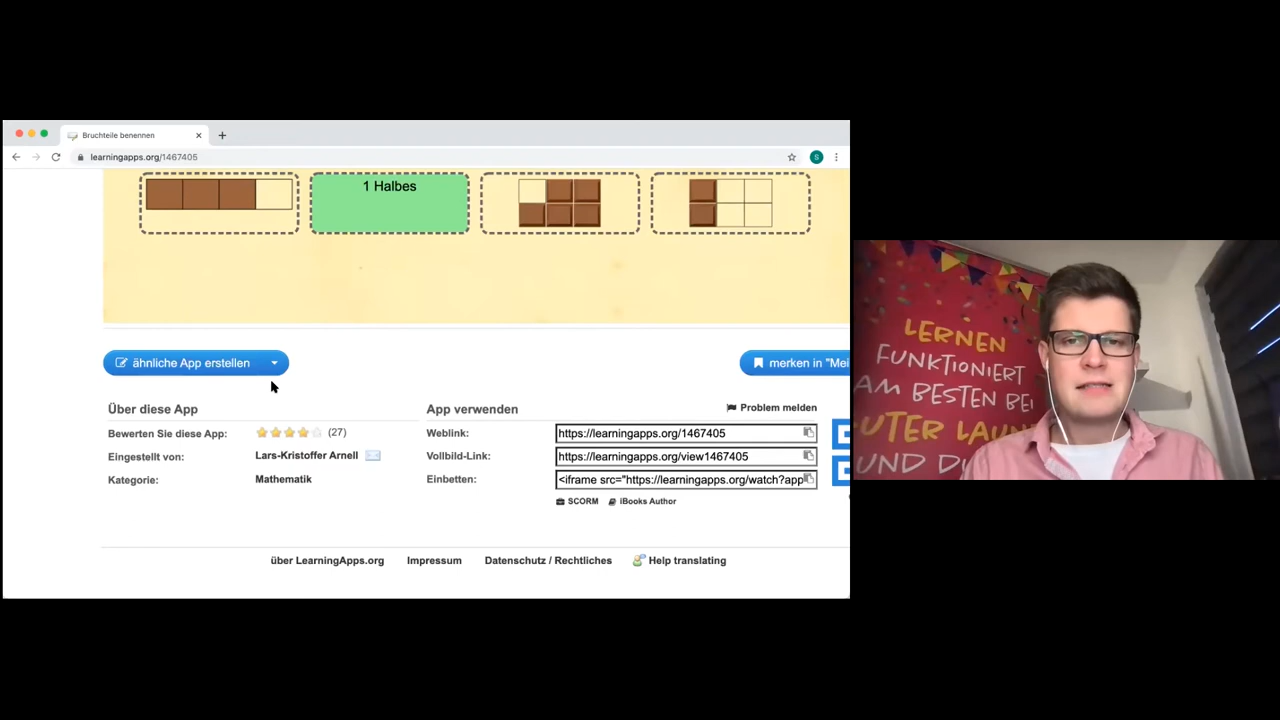 Bruchteile benennen
learningapps.org/1467405
S
1 Halbes
ähnliche App erstellen
merken in "Mei
Über diese App
Bewerten Sie diese App: (27)
Eingestellt von: Lars-Kristoffer Arnell
Kategorie: Mathematik
App verwenden
Problem melden
Weblink: https://learningapps.org/1467405
Vollbild-Link: https://learningapps.org/view1467405
Einbetten: <iframe src="https://learningapps.org/watch?app
SCORM iBooks Author
über LearningApps.org Impressum Datenschutz / Rechtliches Help translating
LERNEN
FUNKTIONIERT
AM BESTEN BEI
UTER LAUN
UND D